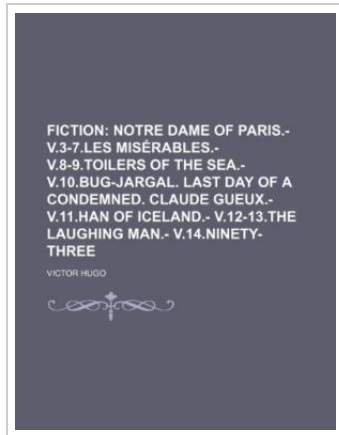 FICTION: NOTRE DAME OF PARIS.-
V.3-7.LES MISÉRABLES.-
V.8-9.TOILERS OF THE SEA.-
V.10.BUG-JARGAL. LAST DAY OF A
CONDEMNED. CLAUDE GUEUX.-
V.11.HAN OF ICELAND.- V.12-13.THE
LAUGHING MAN.- V.14.NINETY-
THREE
VICTOR HUGO